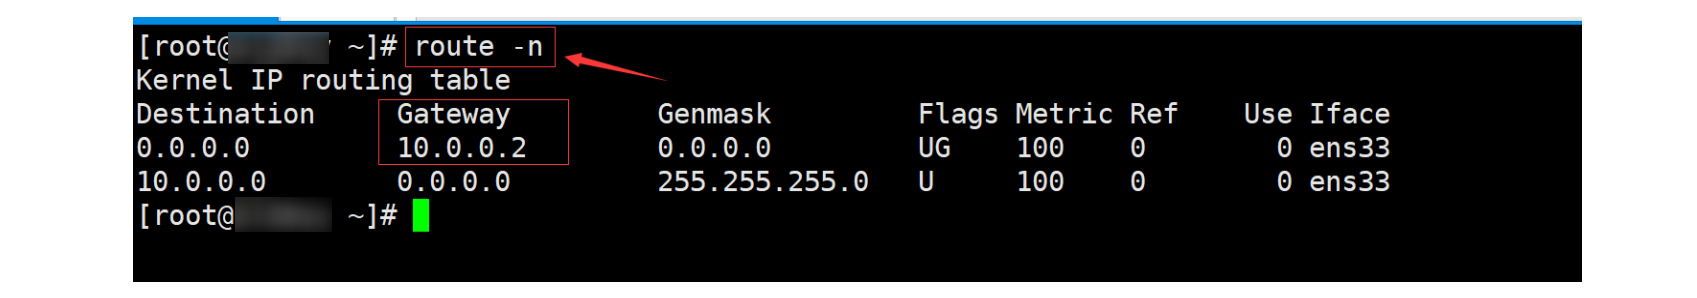 [root@ ~]# route -n
Kernel IP routing table
Destination Gateway Genmask Flags Metric Ref Use Iface
0.0.0.0 10.0.0.2 0.0.0.0 UG 100 0 0 ens33
10.0.0.0 0.0.0.0 255.255.255.0 U 100 0 0 ens33
[root@ ~]#